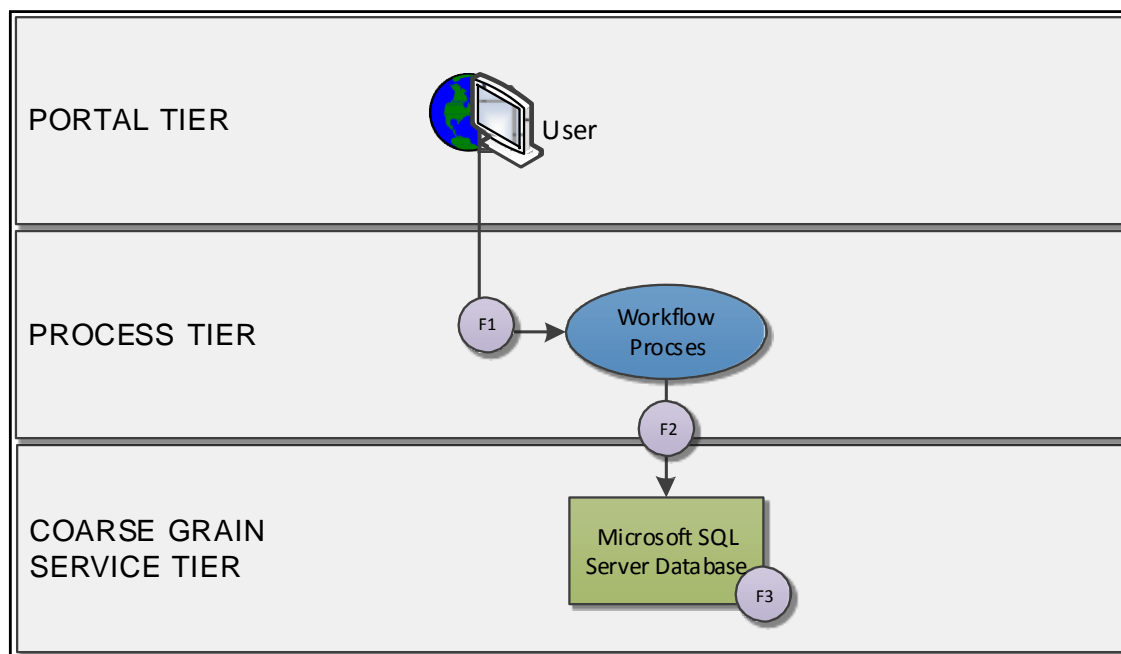 PORTAL TIER
User
PROCESS TIER
F1
Workflow
Procses
F2
COARSE GRAIN
SERVICE TIER
Microsoft SQL
Server Database
F3